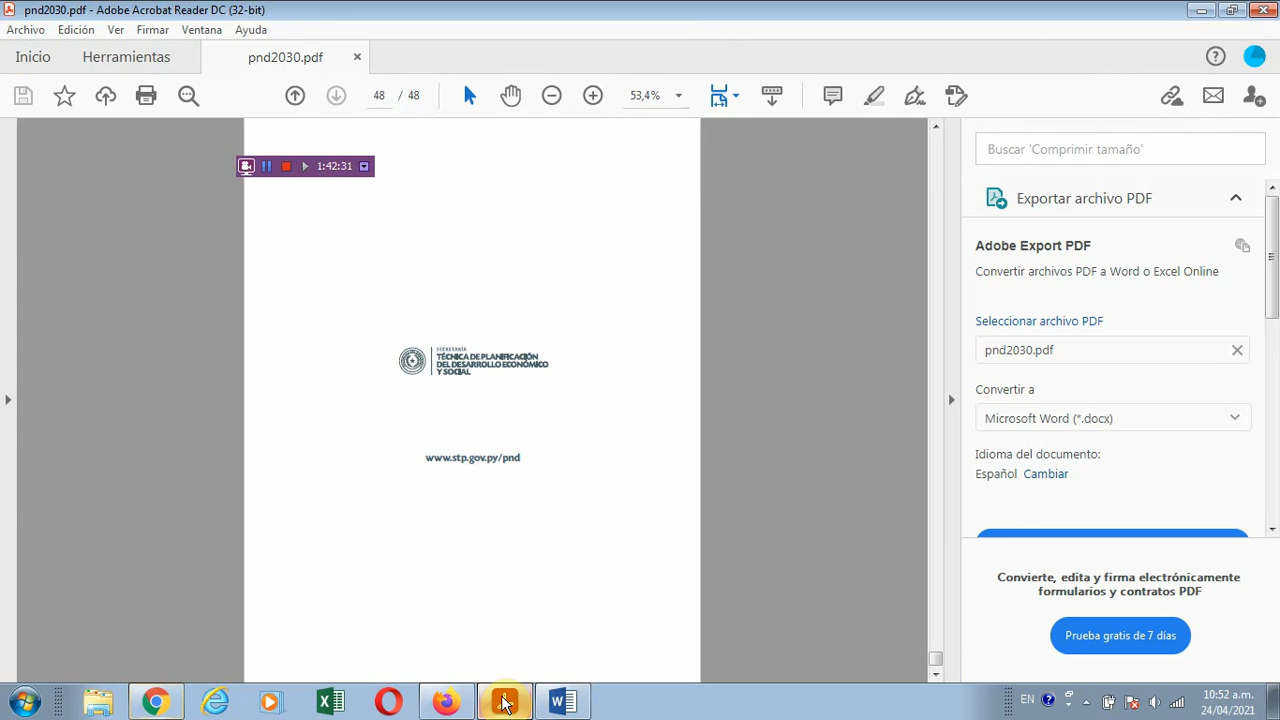 pnd2030.pdf - Adobe Acrobat Reader DC (32-bit)
Archivo Edición Ver Firmar Ventana Ayuda
Inicio Herramientas pnd2030.pdf
48 / 48 53,4%
1:42:31
SECRETARÍA
TÉCNICA DE PLANIFICACIÓN
DEL DESARROLLO ECONÓMICO
Y SOCIAL
www.stp.gov.py/pnd
Buscar 'Comprimir tamaño'
Exportar archivo PDF
Adobe Export PDF
Convertir archivos PDF a Word o Excel Online
Seleccionar archivo PDF
pnd2030.pdf
Convertir a
Microsoft Word (*.docx)
Idioma del documento:
Español Cambiar
Convierte, edita y firma electrónicamente
formularios y contratos PDF
Prueba gratis de 7 días
EN
10:52 a.m.
24/04/2021